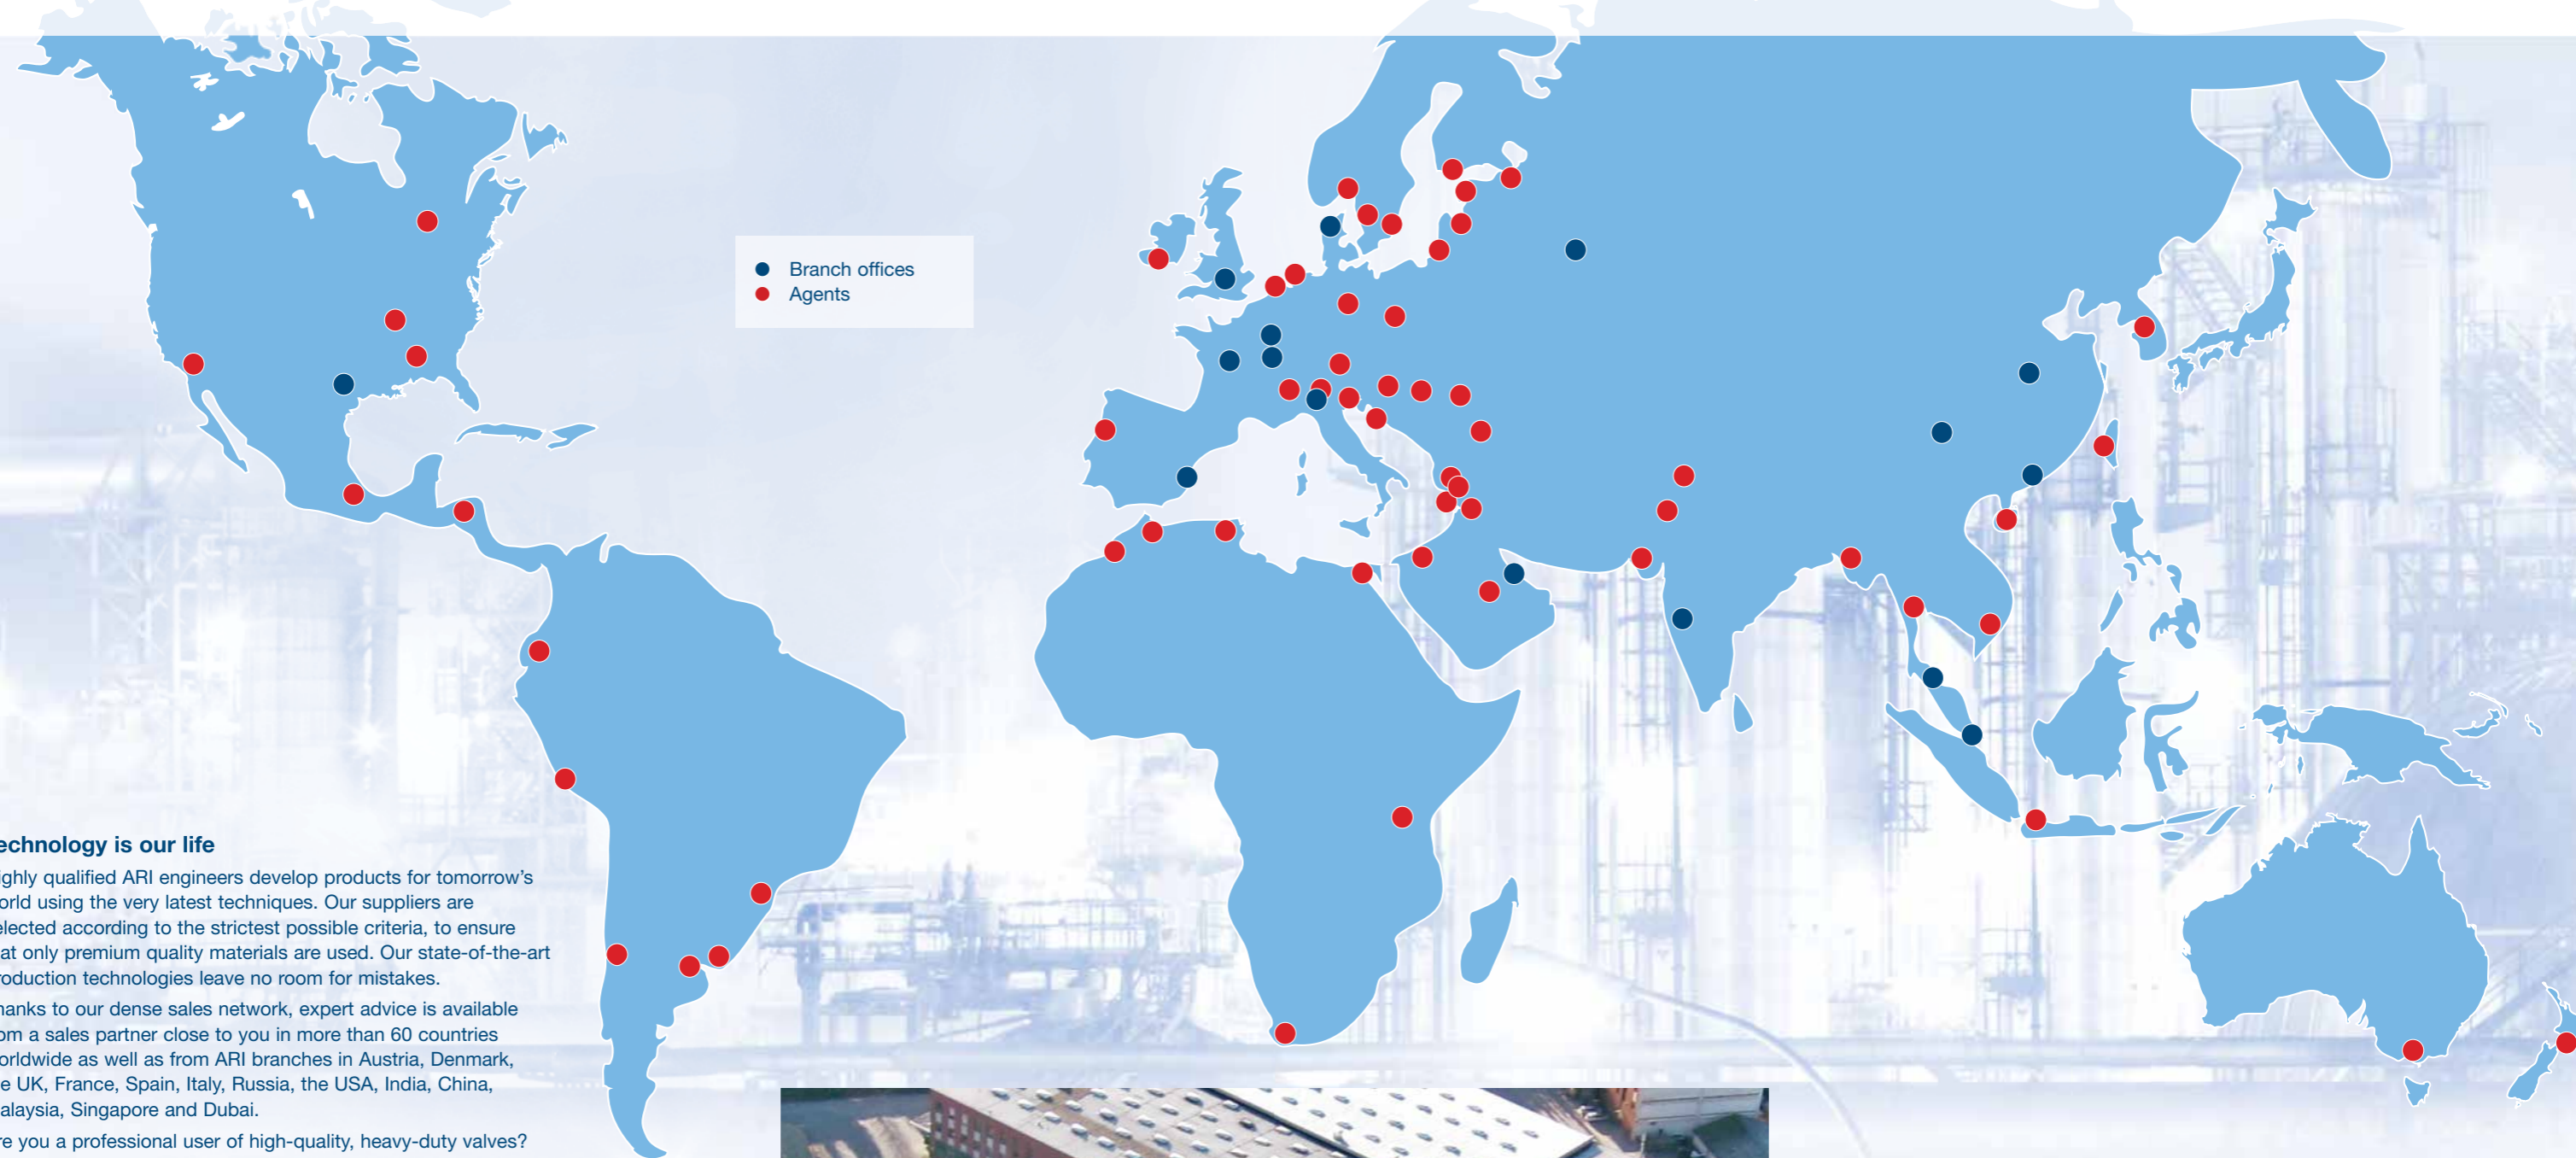 Branch offices
Agents
echnology is our life
ighly qualified ARI engineers develop products for tomorrow's
orld using the very latest techniques. Our suppliers are
elected according to the strictest possible criteria, to ensure
at only premium quality materials are used. Our state-of-the-art
roduction technologies leave no room for mistakes.
hanks to our dense sales network, expert advice is available
om a sales partner close to you in more than 60 countries
orldwide as well as from ARI branches in Austria, Denmark,
e UK, France, Spain, Italy, Russia, the USA, India, China,
alaysia, Singapore and Dubai.
re you a professional user of high-quality, heavy-duty valves?